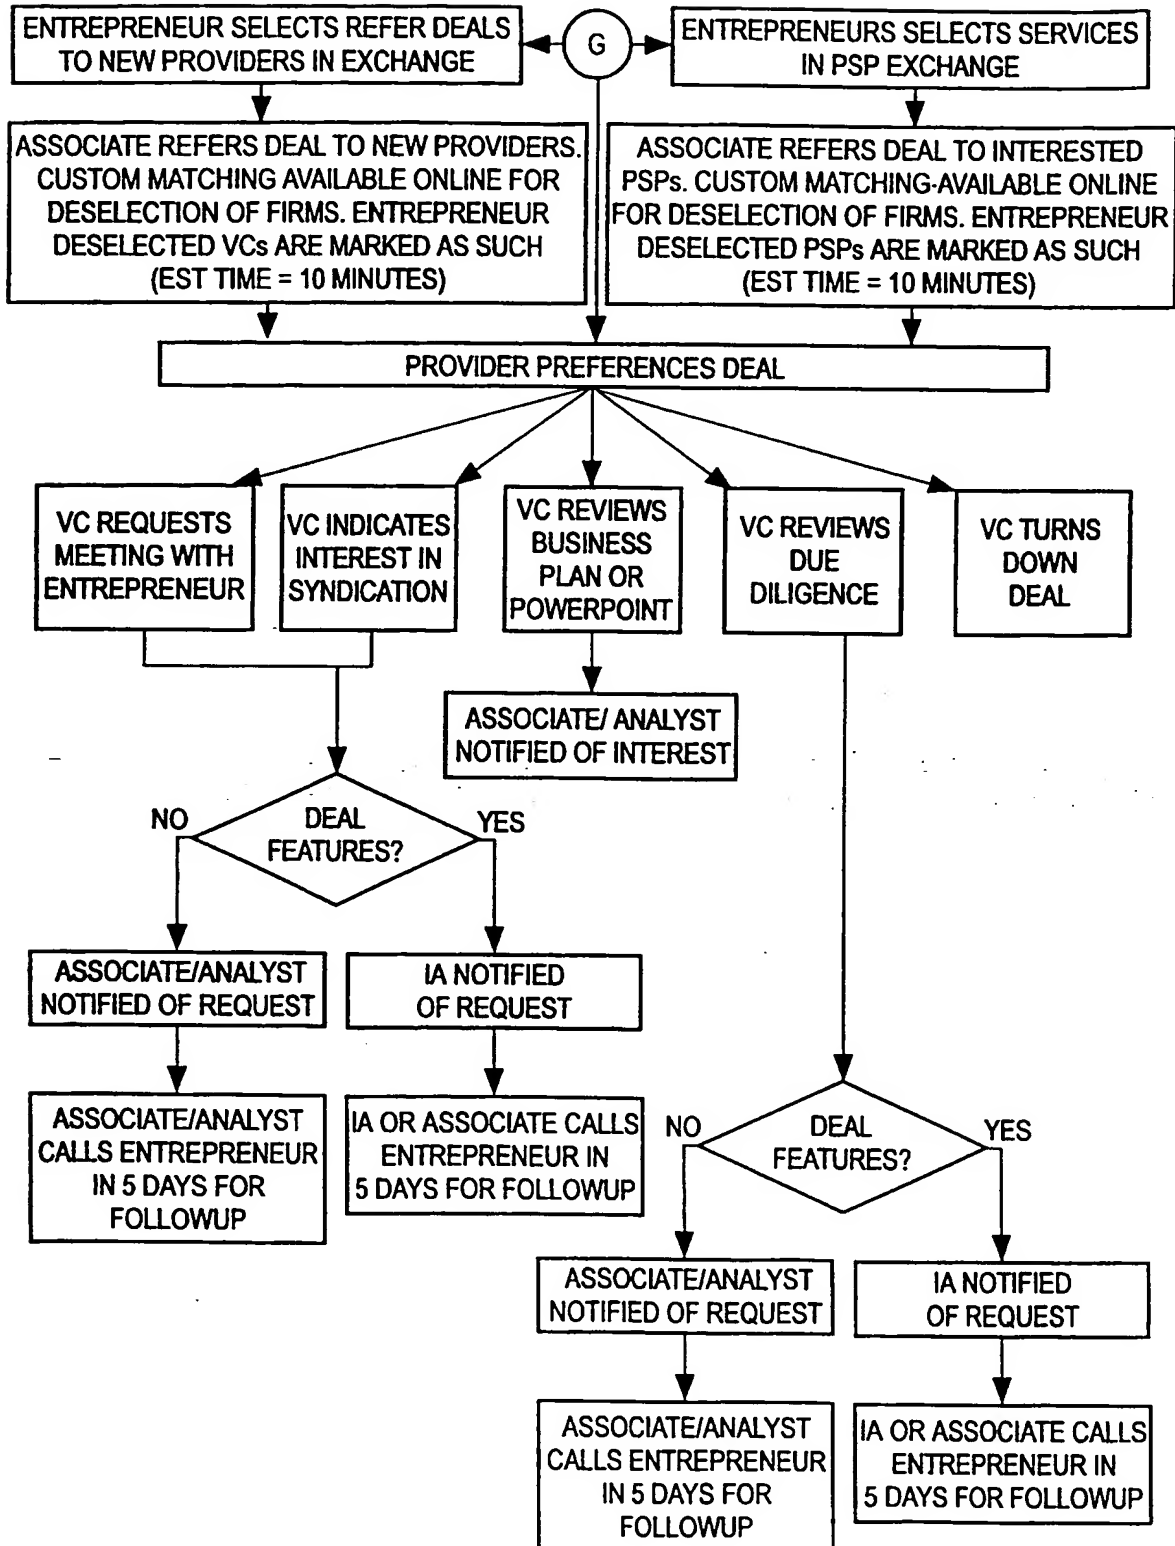 ENTREPRENEUR SELECTS REFER DEALS
TO NEW PROVIDERS IN EXCHANGE
G
ENTREPRENEURS SELECTS SERVICES
IN PSP EXCHANGE
ASSOCIATE REFERS DEAL TO NEW PROVIDERS.
CUSTOM MATCHING AVAILABLE ONLINE FOR
DESELECTION OF FIRMS. ENTREPRENEUR
DESELECTED VCs ARE MARKED AS SUCH
(EST TIME = 10 MINUTES)
ASSOCIATE REFERS DEAL TO INTERESTED
PSPs. CUSTOM MATCHING-AVAILABLE ONLINE
FOR DESELECTION OF FIRMS. ENTREPRENEUR
DESELECTED PSPs ARE MARKED AS SUCH
(EST TIME = 10 MINUTES)
PROVIDER PREFERENCES DEAL
VC REQUESTS
MEETING WITH
ENTREPRENEUR
VC INDICATES
INTEREST IN
SYNDICATION
VC REVIEWS
BUSINESS
PLAN OR
POWERPOINT
VC REVIEWS
DUE
DILIGENCE
VC TURNS
DOWN
DEAL
ASSOCIATE/ ANALYST
NOTIFIED OF INTEREST
NO
DEAL
FEATURES?
YES
ASSOCIATE/ANALYST
NOTIFIED OF REQUEST
IA NOTIFIED
OF REQUEST
ASSOCIATE/ANALYST
CALLS ENTREPRENEUR
IN 5 DAYS FOR
FOLLOWUP
IA OR ASSOCIATE CALLS
ENTREPRENEUR IN
5 DAYS FOR FOLLOWUP
NO
DEAL
FEATURES?
YES
ASSOCIATE/ANALYST
NOTIFIED OF REQUEST
IA NOTIFIED
OF REQUEST
ASSOCIATE/ANALYST
CALLS ENTREPRENEUR
IN 5 DAYS FOR
FOLLOWUP
IA OR ASSOCIATE CALLS
ENTREPRENEUR IN
5 DAYS FOR FOLLOWUP